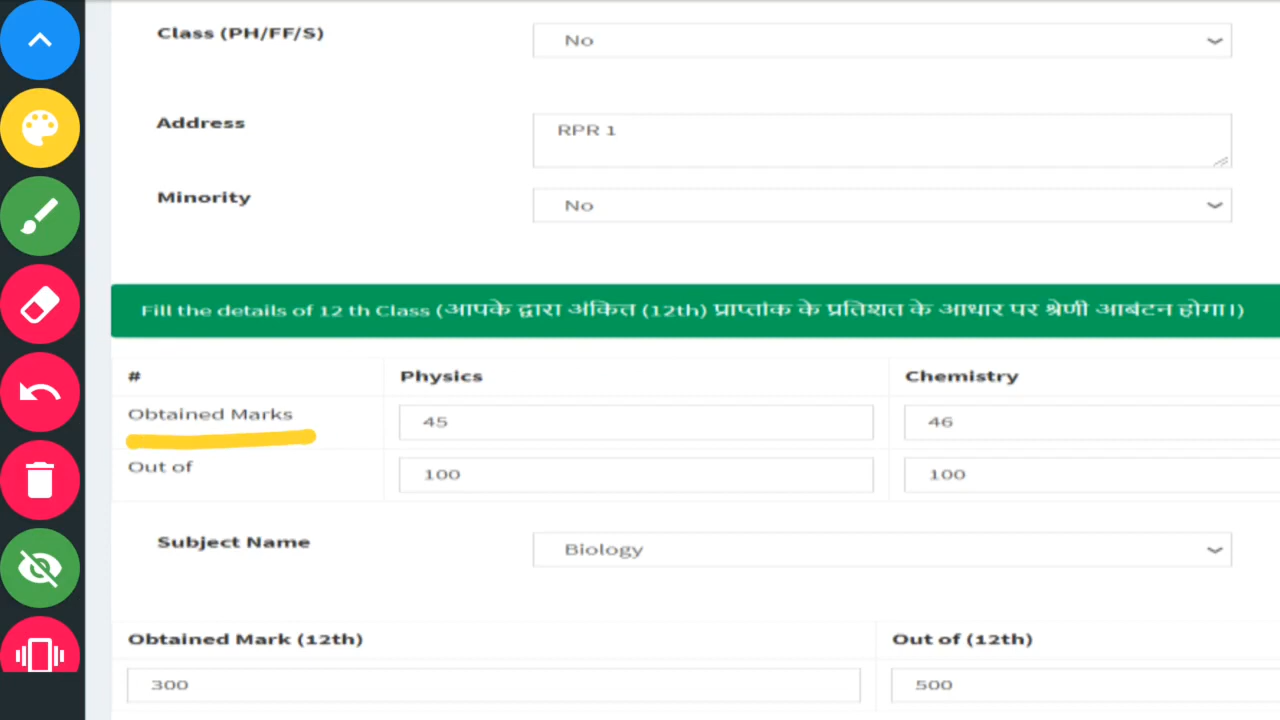 Class (PH/FF/S)
No
Address
RPR 1
Minority
No
Fill the details of 12 th Class (आपके द्वारा अंकित (12th) प्राप्तांक के प्रतिशत के आधार पर श्रेणी आबंटन होगा।)
# Physics Chemistry
Obtained Marks 45 46
Out of 100 100
Subject Name
Biology
Obtained Mark (12th) Out of (12th)
300 500